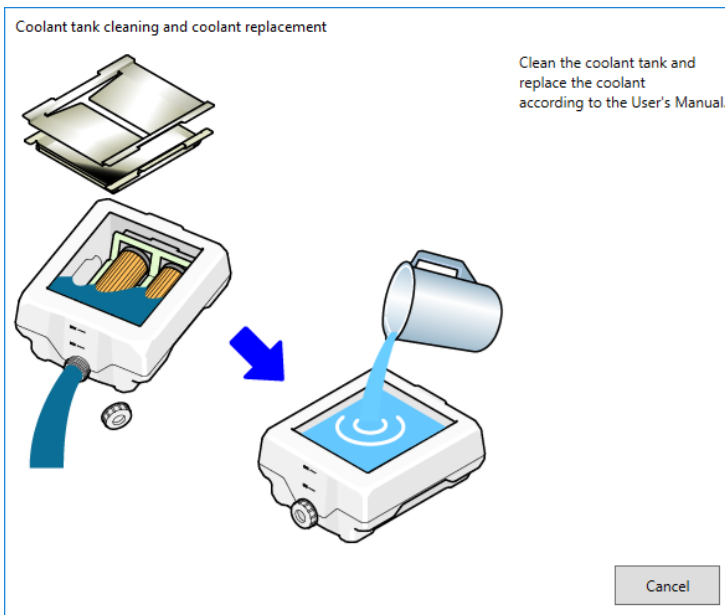 Coolant tank cleaning and coolant replacement
Clean the coolant tank and
replace the coolant
according to the User's Manual.
Cancel